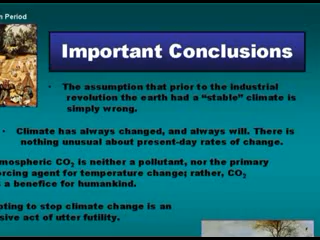 n Period
Important Conclusions
• The assumption that prior to the industrial
revolution the earth had a “stable” climate is
simply wrong.
• Climate has always changed, and always will. There is
nothing unusual about present-day rates of change.
mospheric CO2 is neither a pollutant, nor the primary
orcing agent for temperature change; rather, CO2
s a benefice for humankind.
pting to stop climate change is an
sive act of utter futility.